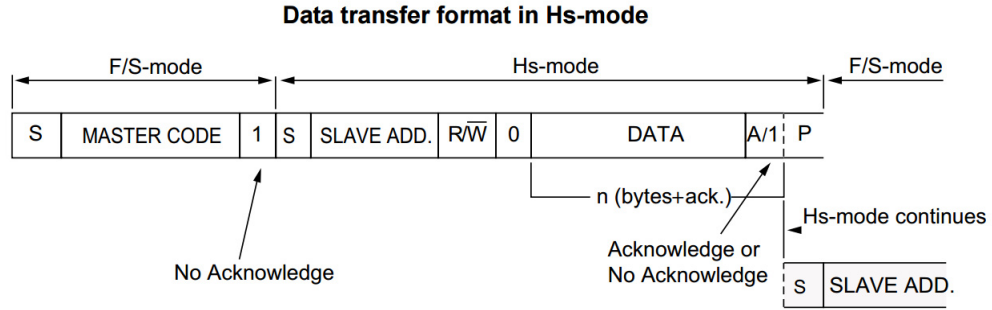 Data transfer format in Hs-mode
F/S-mode Hs-mode F/S-mode
S MASTER CODE 1 S SLAVE ADD. R/W̅ 0 DATA A/1 P
n (bytes+ack.)
Hs-mode continues
No Acknowledge
Acknowledge or
No Acknowledge
S SLAVE ADD.